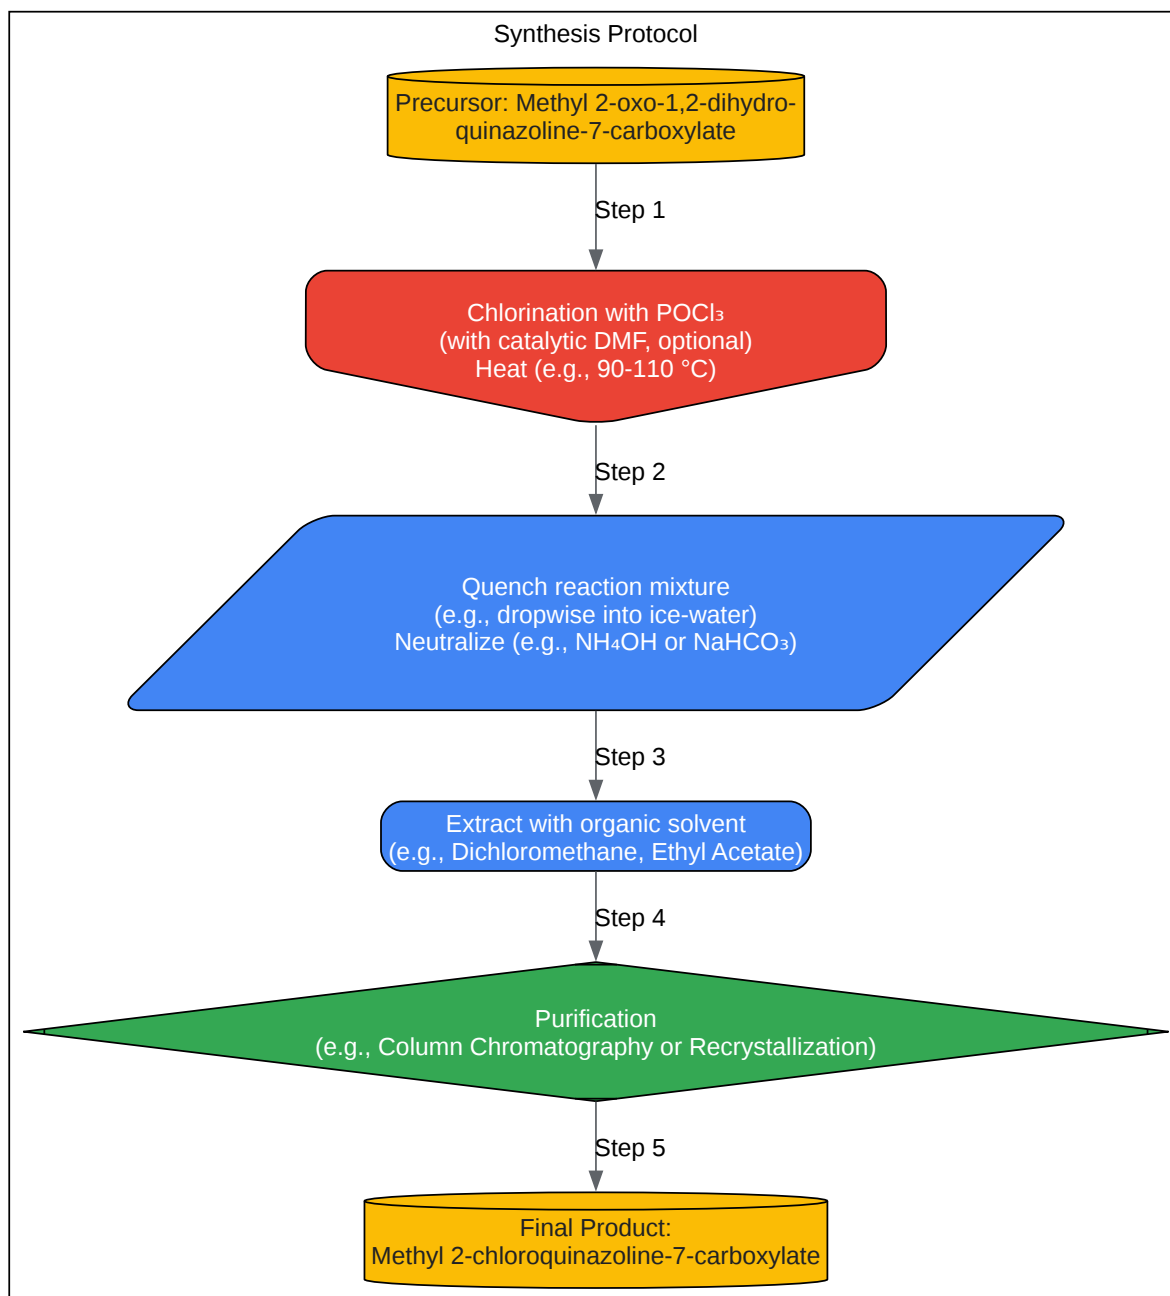 Synthesis Protocol
Precursor: Methyl 2-oxo-1,2-dihydro-
quinazoline-7-carboxylate
Step 1
Chlorination with POCl₃
(with catalytic DMF, optional)
Heat (e.g., 90-110 °C)
Step 2
Quench reaction mixture
(e.g., dropwise into ice-water)
Neutralize (e.g., NH₄OH or NaHCO₃)
Step 3
Extract with organic solvent
(e.g., Dichloromethane, Ethyl Acetate)
Step 4
Purification
(e.g., Column Chromatography or Recrystallization)
Step 5
Final Product:
Methyl 2-chloroquinazoline-7-carboxylate